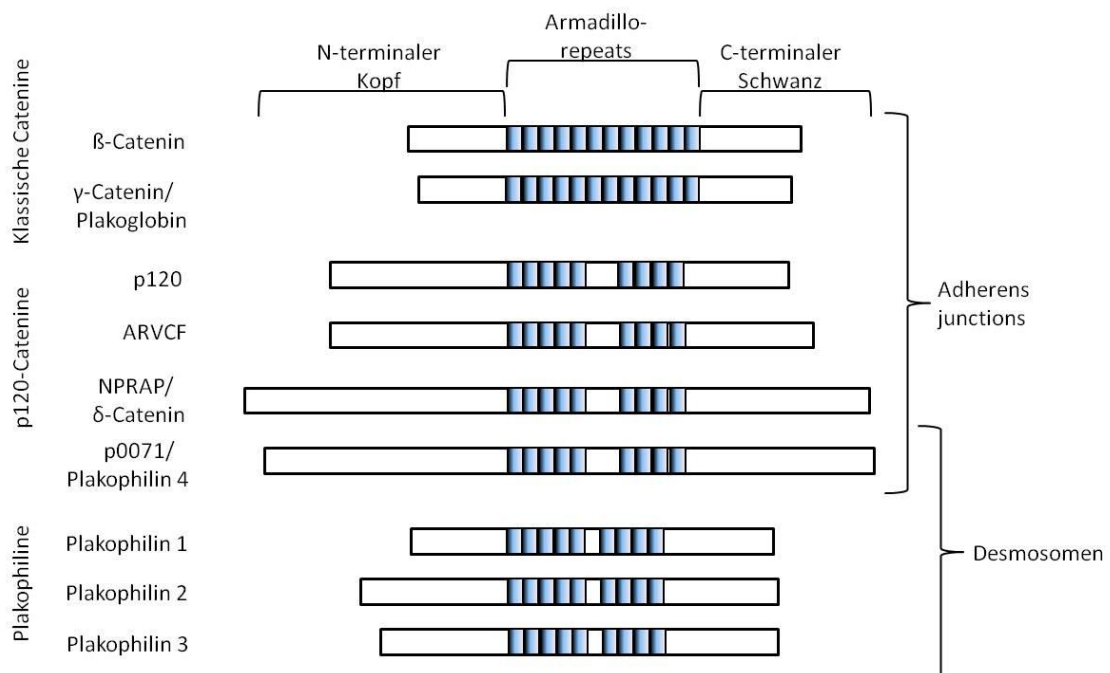 Armadillo-
repeats
N-terminaler
Kopf
C-terminaler
Schwanz
Klassische Catenine
ß-Catenin
γ-Catenin/
Plakoglobin
p120-Catenine
p120
ARVCF
NPRAP/
δ-Catenin
p0071/
Plakophilin 4
Plakophiline
Plakophilin 1
Plakophilin 2
Plakophilin 3
Adherens
junctions
Desmosomen